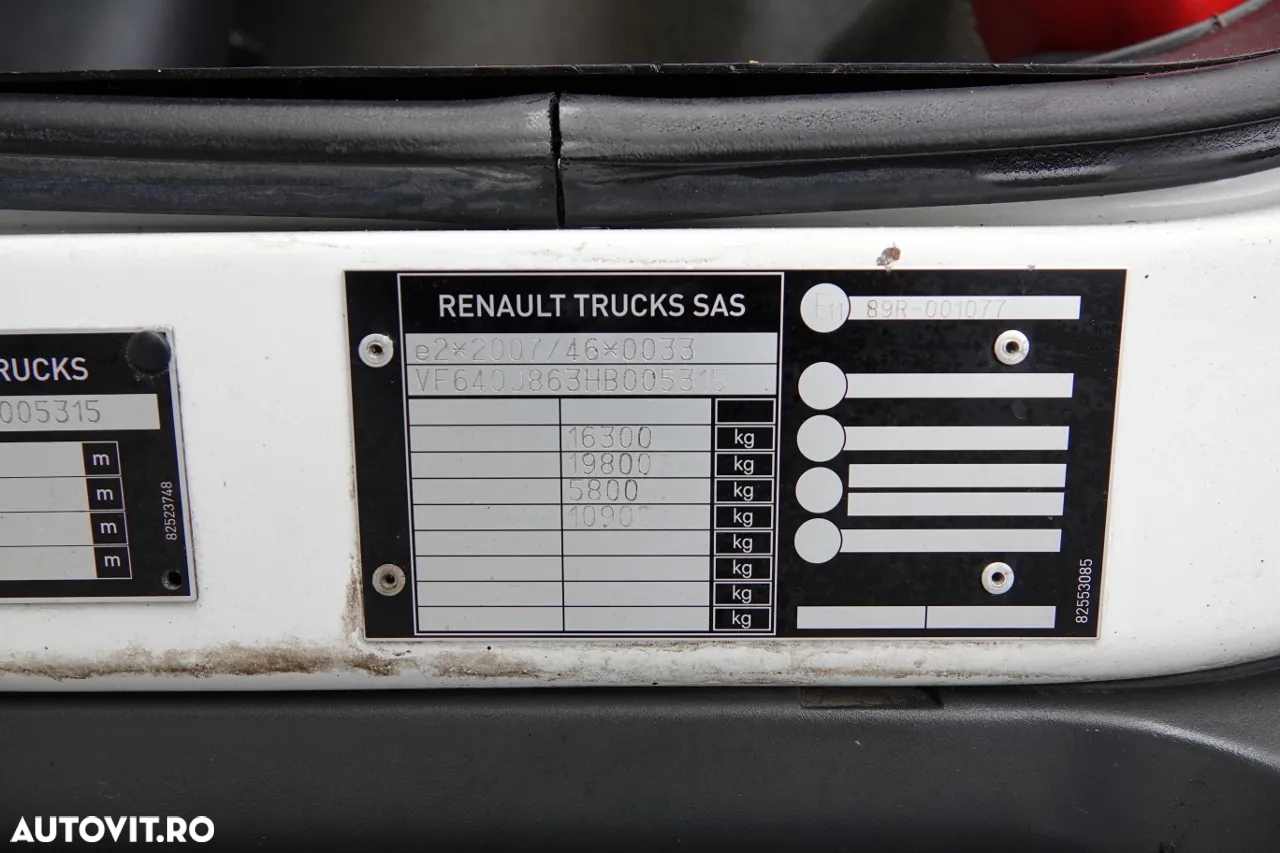 RUCKS
005315
m
m
m
m
82523748
RENAULT TRUCKS SAS
e2*2007/46*0033
VF640J863HB005315
16300 kg
19800 kg
5800 kg
kg
kg
kg
kg
kg
E11 89R-001077
82553085
AUTOVIT.RO